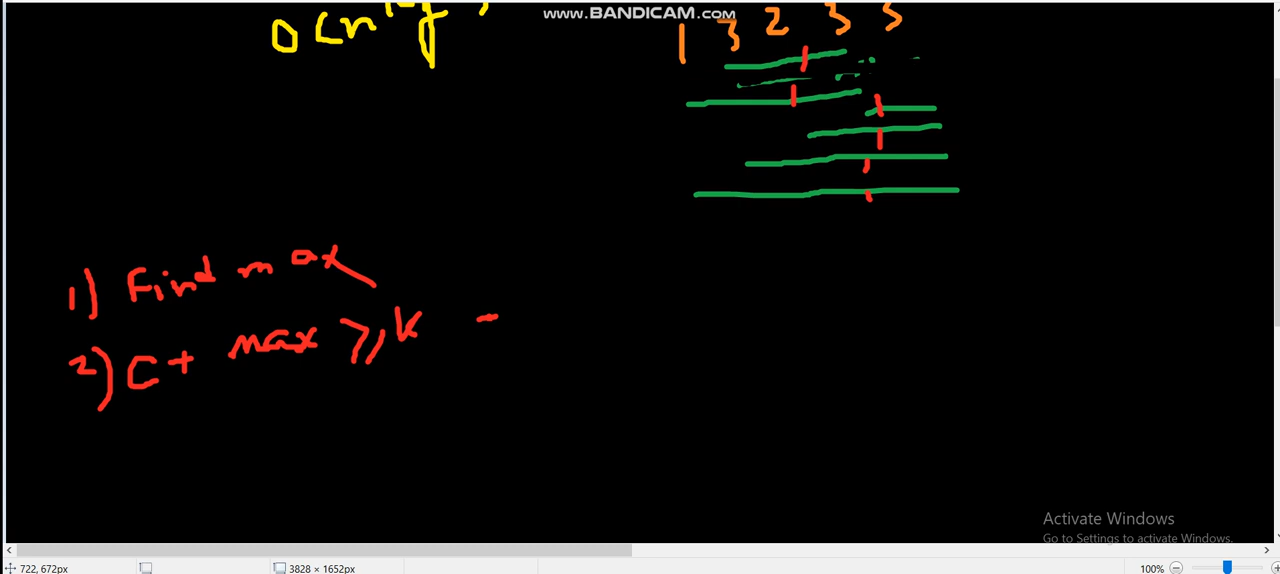 www.BANDICAM.com
1 3 2 3 3
1) Find max
2) C + max ≥ k -
Activate Windows
Go to Settings to activate Windows.
722, 672px
3828 × 1652px
100%